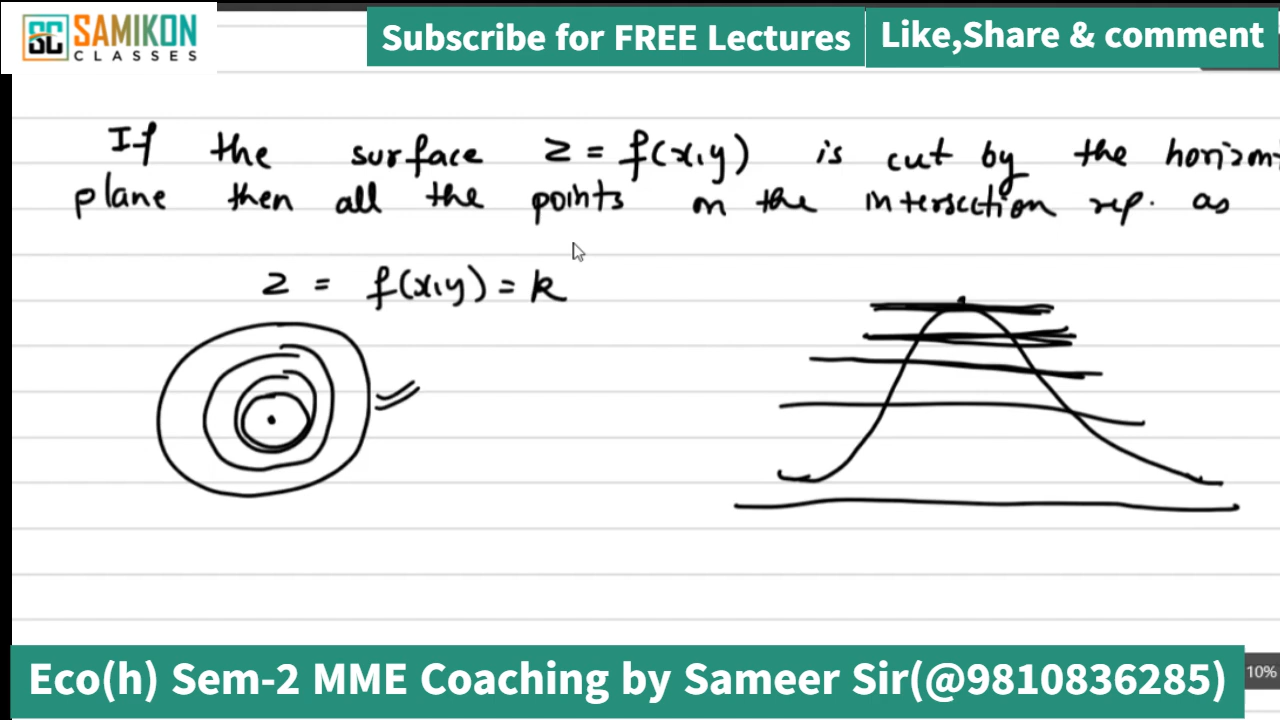 SC SAMIKON
CLASSES
Subscribe for FREE Lectures
Like,Share & comment
If the surface z = f(x,y) is cut by the horizont
plane then all the points on the intersection rep. as
z = f(x,y) = k
Eco(h) Sem-2 MME Coaching by Sameer Sir(@9810836285)
10%